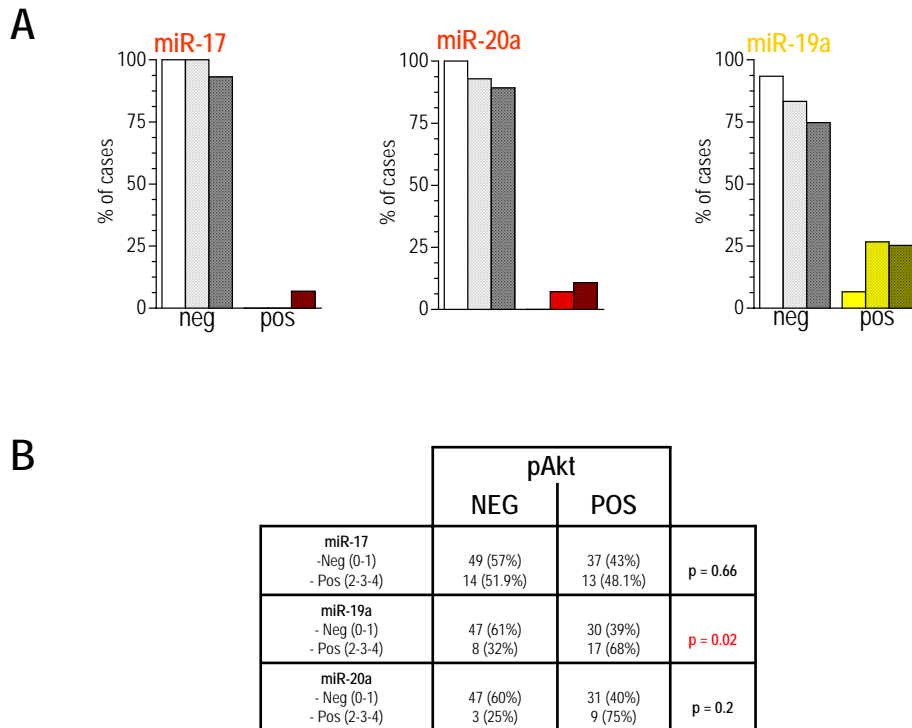 A
miR-17
miR-20a
miR-19a
100
75
50
25
0
% of cases
neg pos
100
75
50
25
0
% of cases
100
75
50
25
0
% of cases
neg pos
B
pAkt
NEG POS
miR-17
-Neg (0-1) 49 (57%) 37 (43%)
- Pos (2-3-4) 14 (51.9%) 13 (48.1%)
p = 0.66
miR-19a
- Neg (0-1) 47 (61%) 30 (39%)
- Pos (2-3-4) 8 (32%) 17 (68%)
p = 0.02
miR-20a
- Neg (0-1) 47 (60%) 31 (40%)
- Pos (2-3-4) 3 (25%) 9 (75%)
p = 0.2